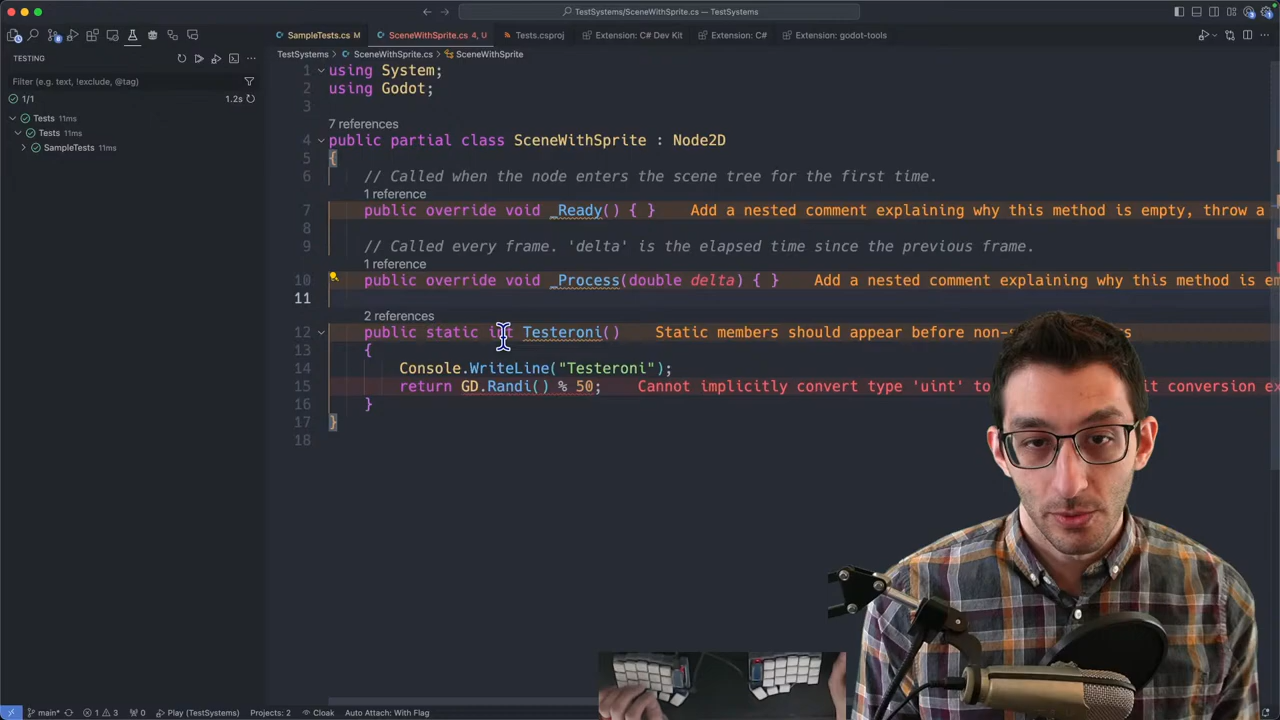 TestSystems/SceneWithSprite.cs — TestSystems
SampleTests.cs M
SceneWithSprite.cs 4, U
Tests.csproj
Extension: C# Dev Kit
Extension: C#
Extension: godot-tools
TESTING
TestSystems > SceneWithSprite.cs > SceneWithSprite
Filter (e.g. text, !exclude, @tag)
1/1
1.2s
Tests 11ms
Tests 11ms
SampleTests 11ms
1 using System;
2 using Godot;
3
7 references
4 public partial class SceneWithSprite : Node2D
5 {
6 // Called when the node enters the scene tree for the first time.
1 reference
7 public override void _Ready() { } Add a nested comment explaining why this method is empty, throw a
8
9 // Called every frame. 'delta' is the elapsed time since the previous frame.
1 reference
10 public override void _Process(double delta) { } Add a nested comment explaining why this method is em
11
2 references
12 public static int Testeroni() Static members should appear before non-s
13 {
14 Console.WriteLine("Testeroni");
15 return GD.Randi() % 50; Cannot implicitly convert type 'uint' to it conversion ex
16 }
17 }
18
main* 1 3 0 Play (TestSystems) Projects: 2 Cloak Auto Attach: With Flag